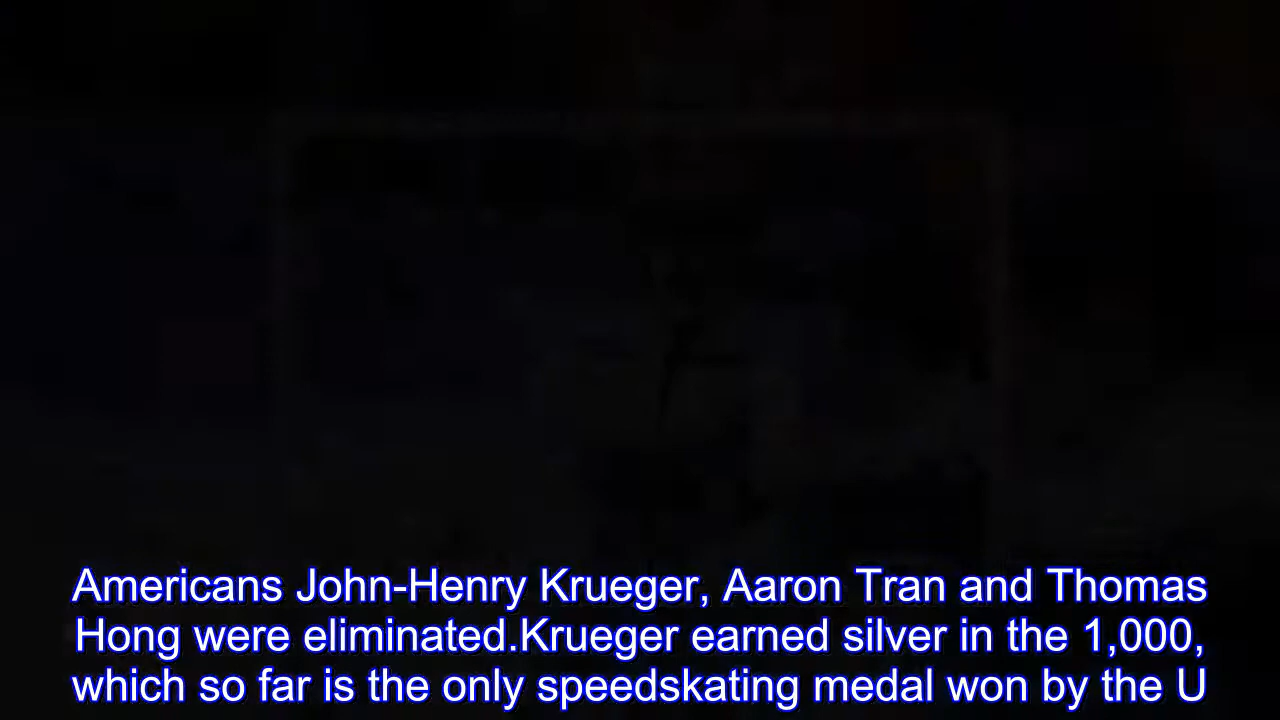 Americans John-Henry Krueger, Aaron Tran and Thomas
Hong were eliminated.Krueger earned silver in the 1,000,
which so far is the only speedskating medal won by the U